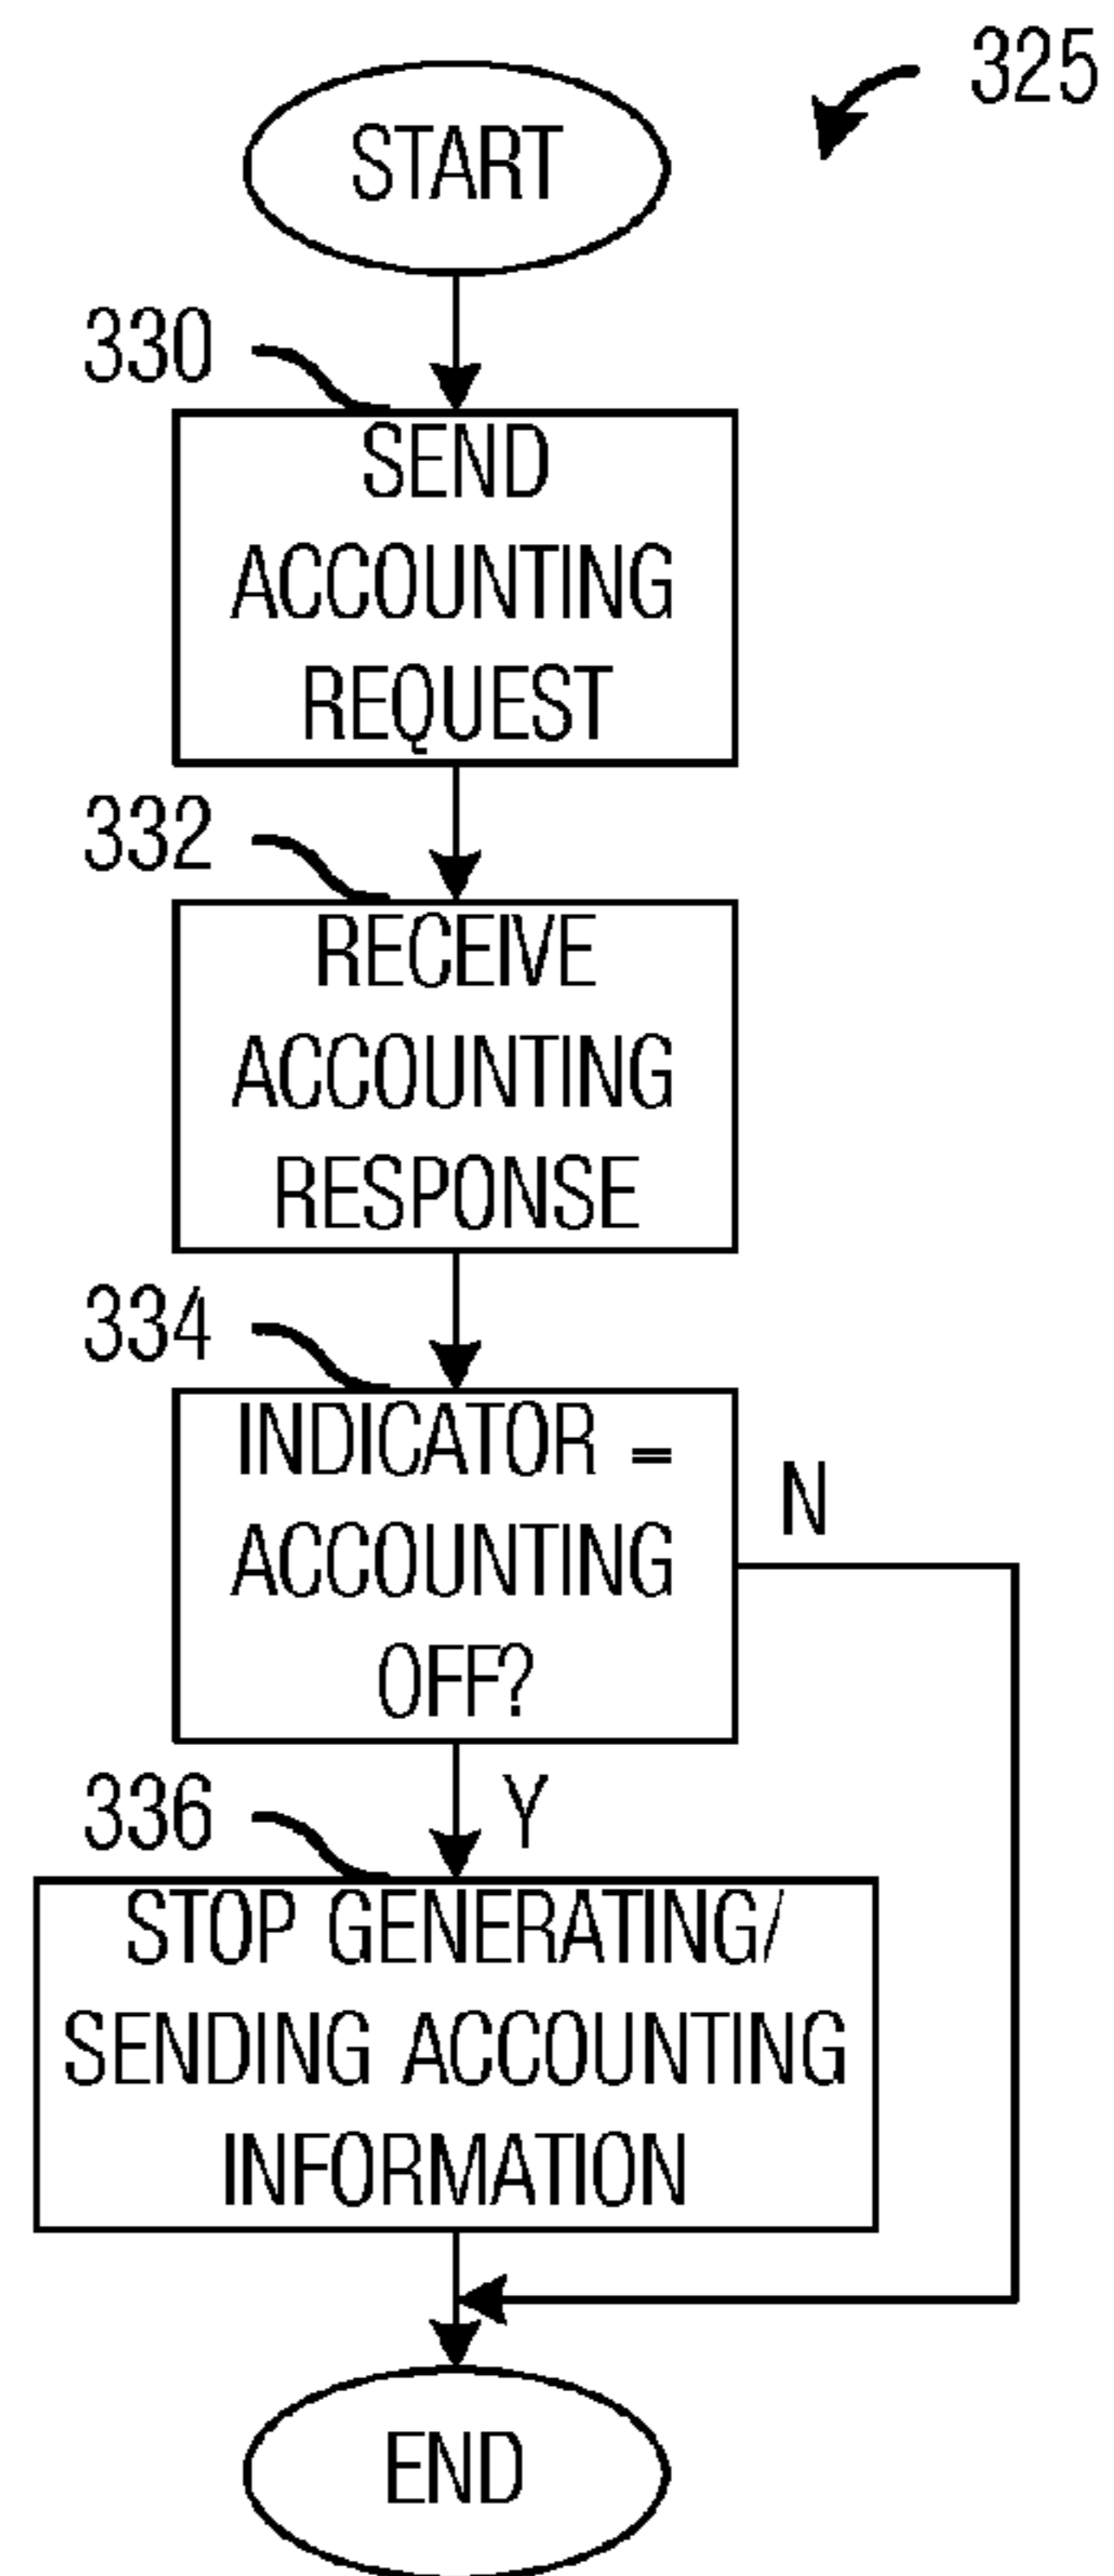 325
START
330
SEND
ACCOUNTING
REQUEST
332
RECEIVE
ACCOUNTING
RESPONSE
334
INDICATOR =
ACCOUNTING
OFF?
N
Y
336
STOP GENERATING/
SENDING ACCOUNTING
INFORMATION
END